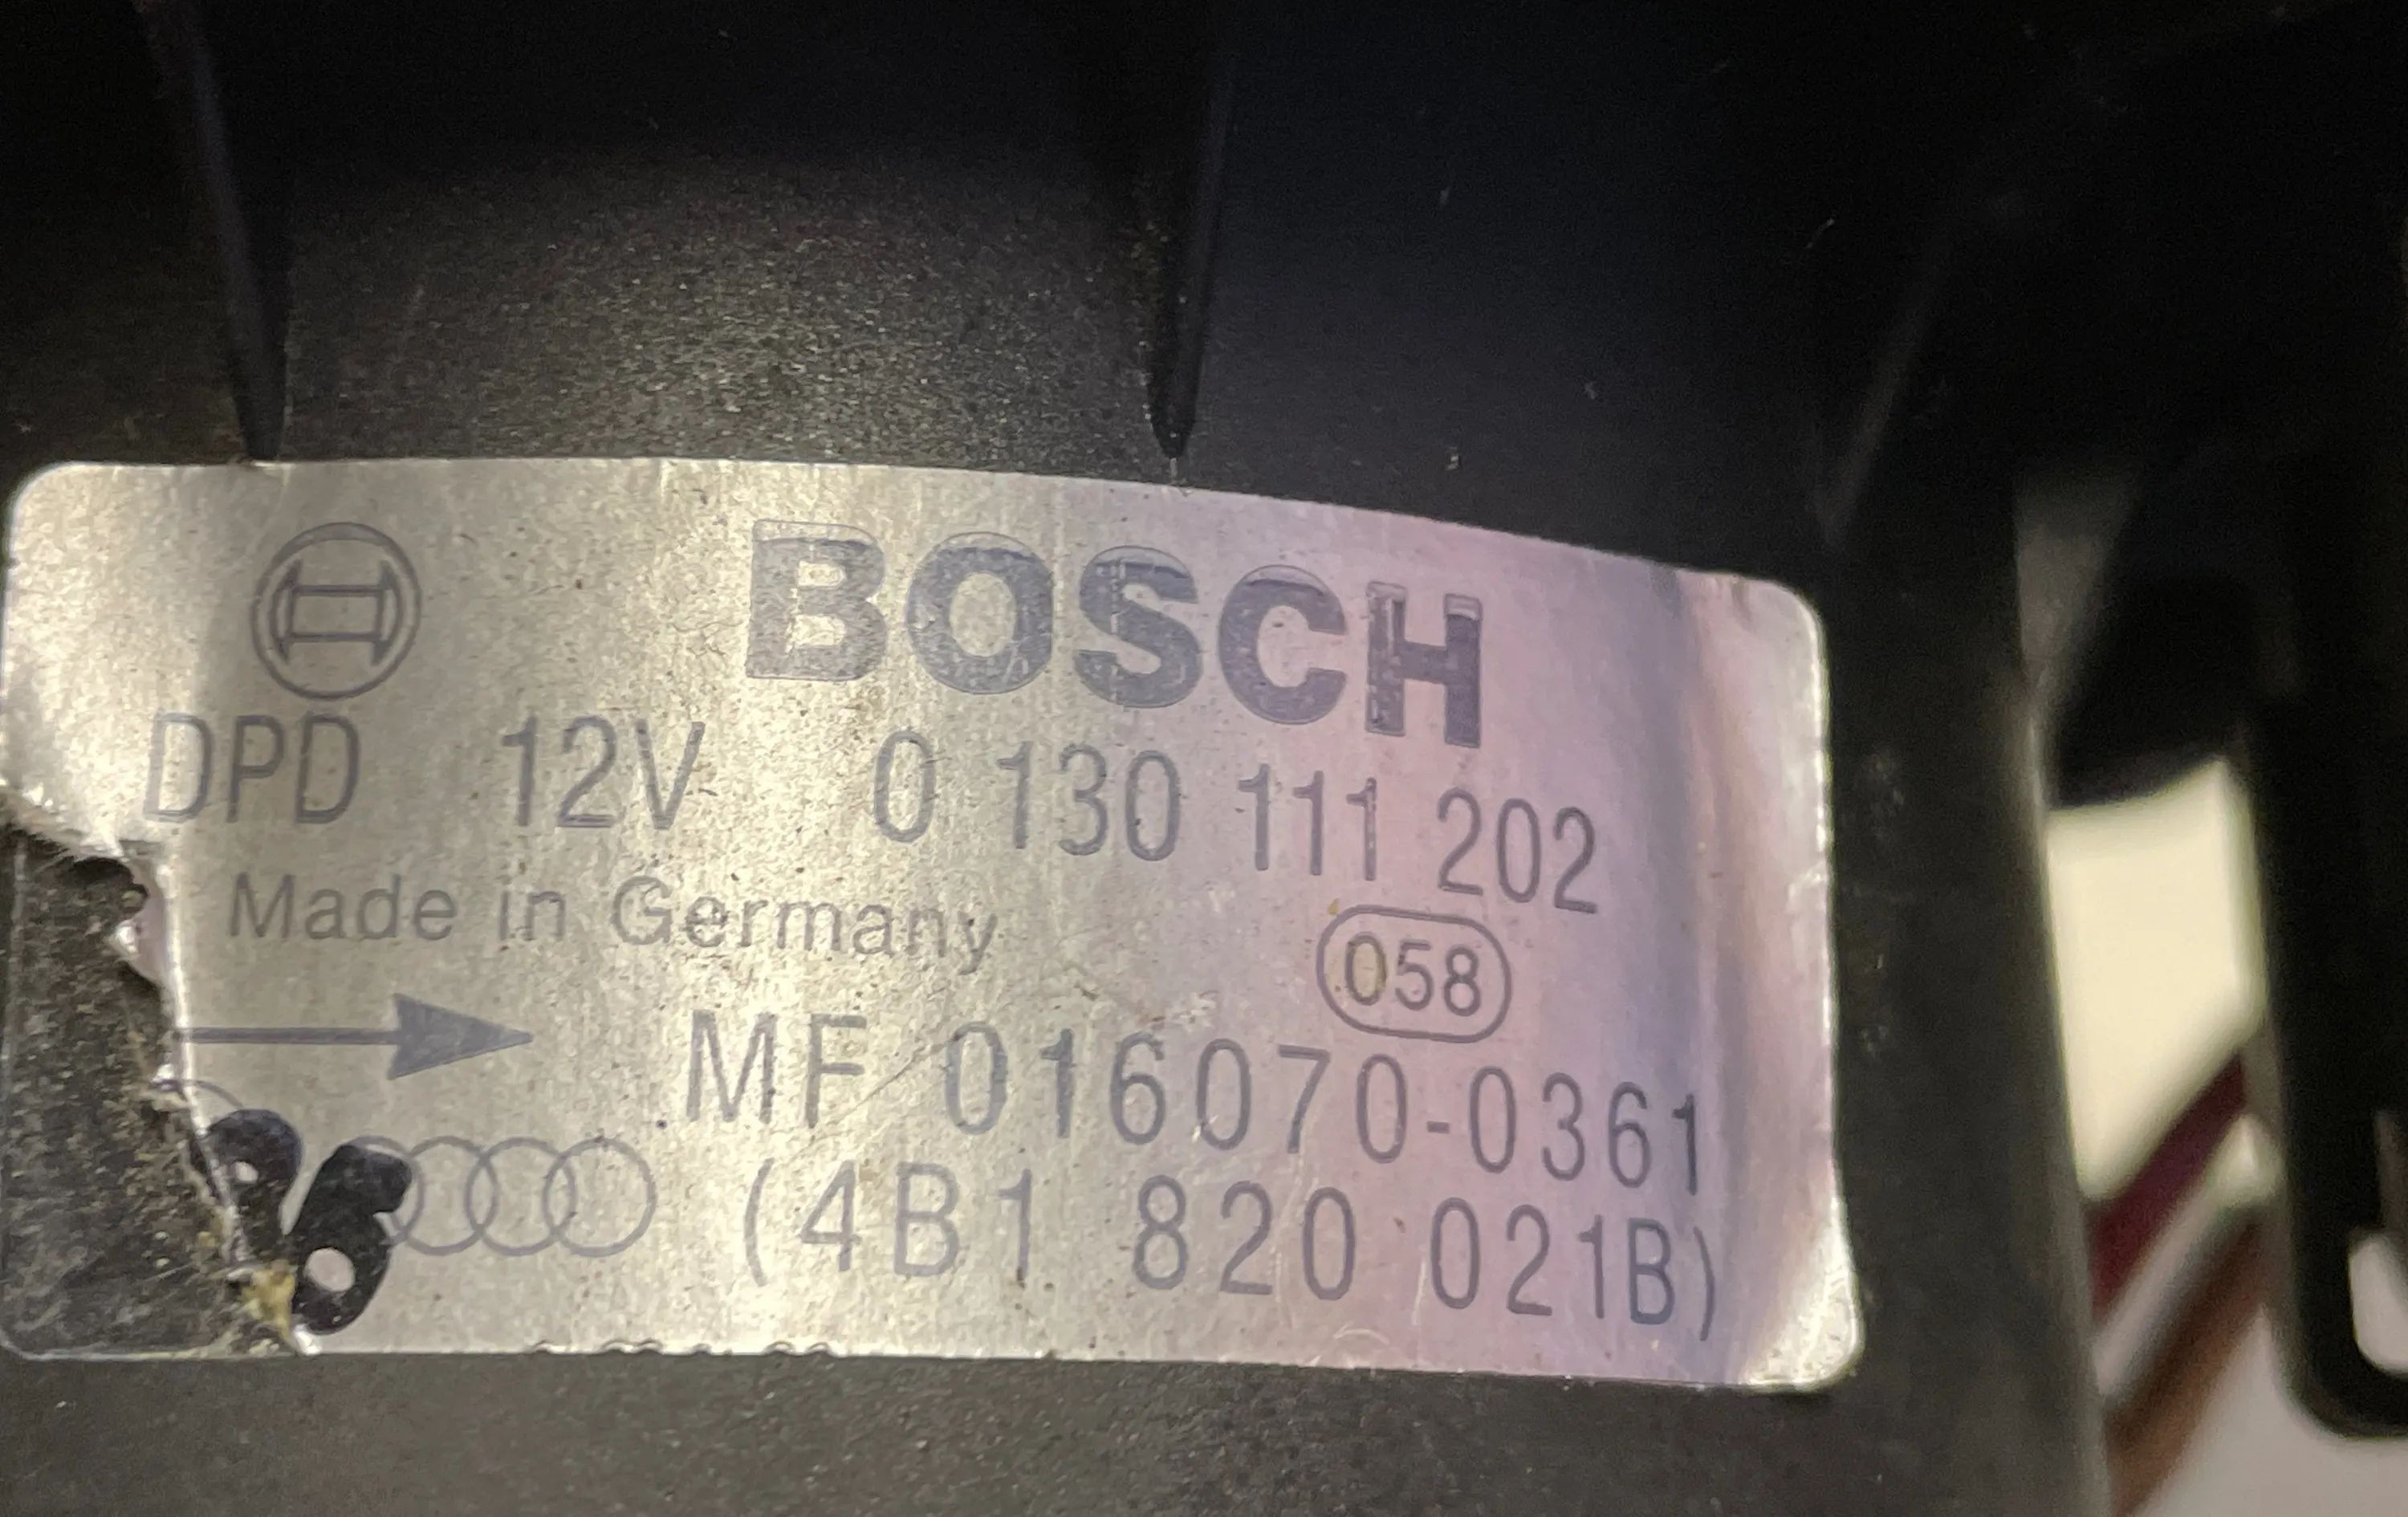 BOSCH
DPD 12V 0 130 111 202
Made in Germany
058
MF 016070-0361
(4B1 820 021B)